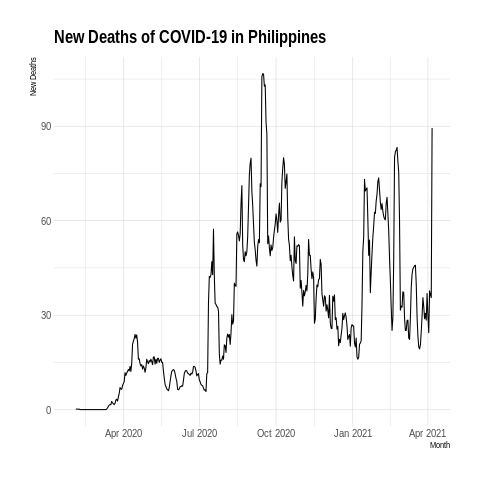 New Deaths of COVID-19 in Philippines
New Deaths
90
60
30
0
Apr 2020 Jul 2020 Oct 2020 Jan 2021 Apr 2021
Month